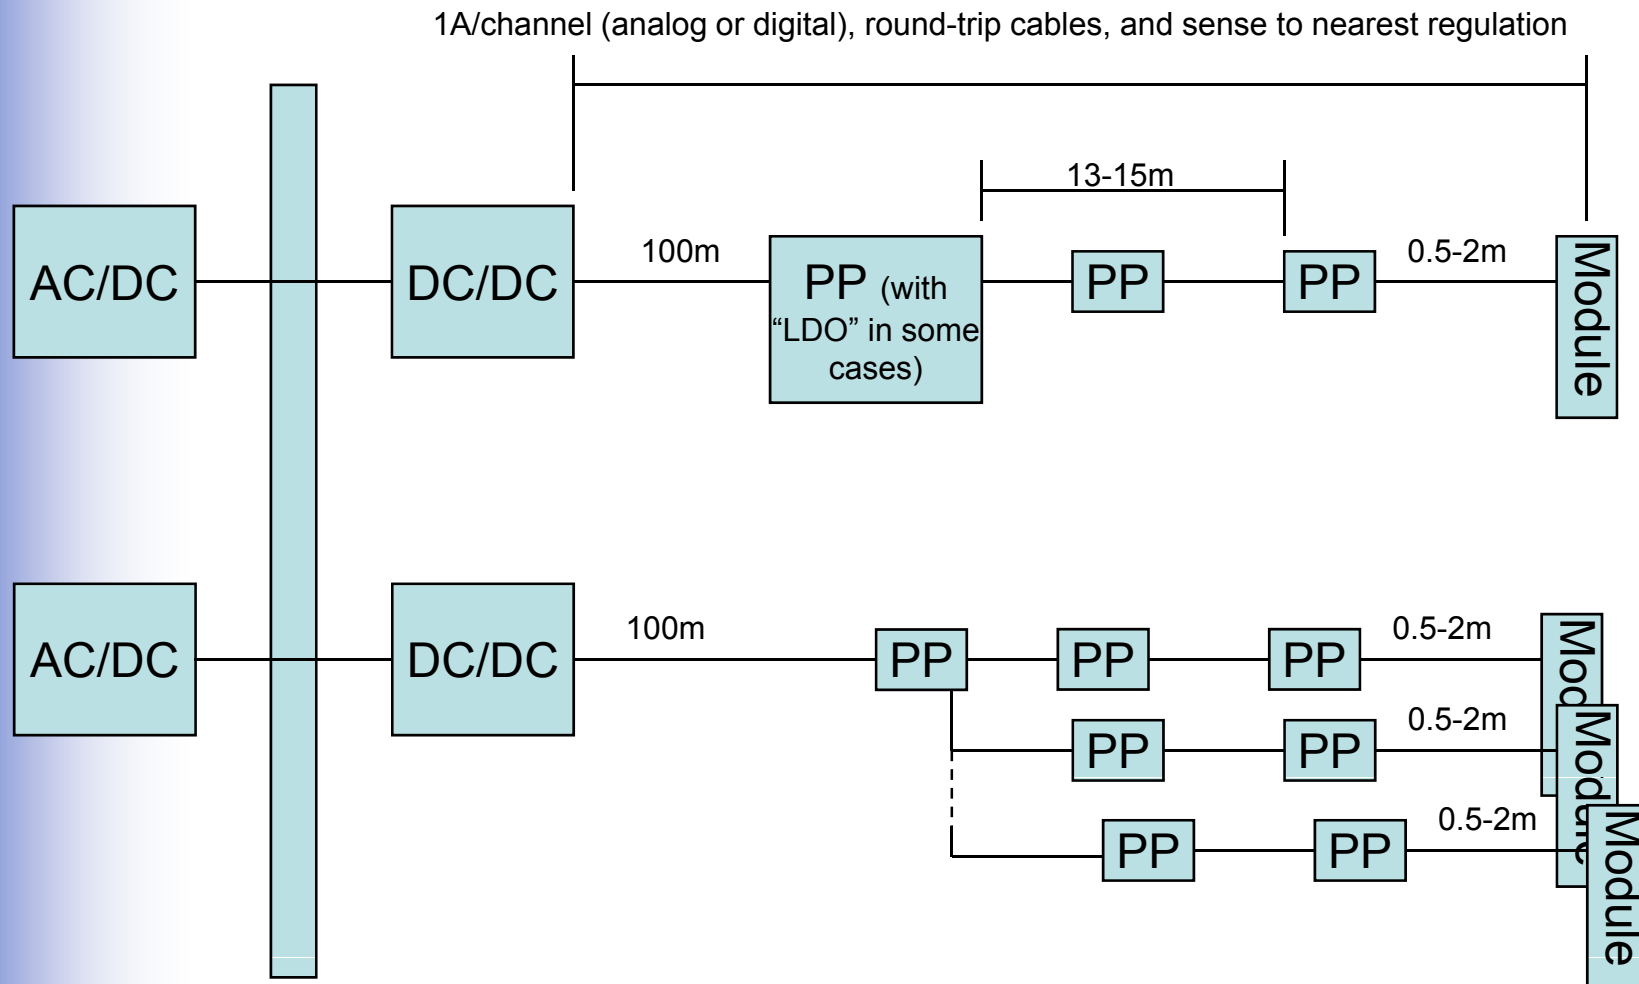 1A/channel (analog or digital), round-trip cables, and sense to nearest regulation
13-15m
AC/DC
DC/DC
100m
PP (with
“LDO” in some
cases)
PP
PP
0.5-2m
Module
AC/DC
DC/DC
100m
PP
PP
PP
0.5-2m
Mod
PP
PP
0.5-2m
Module
PP
PP
0.5-2m
Module